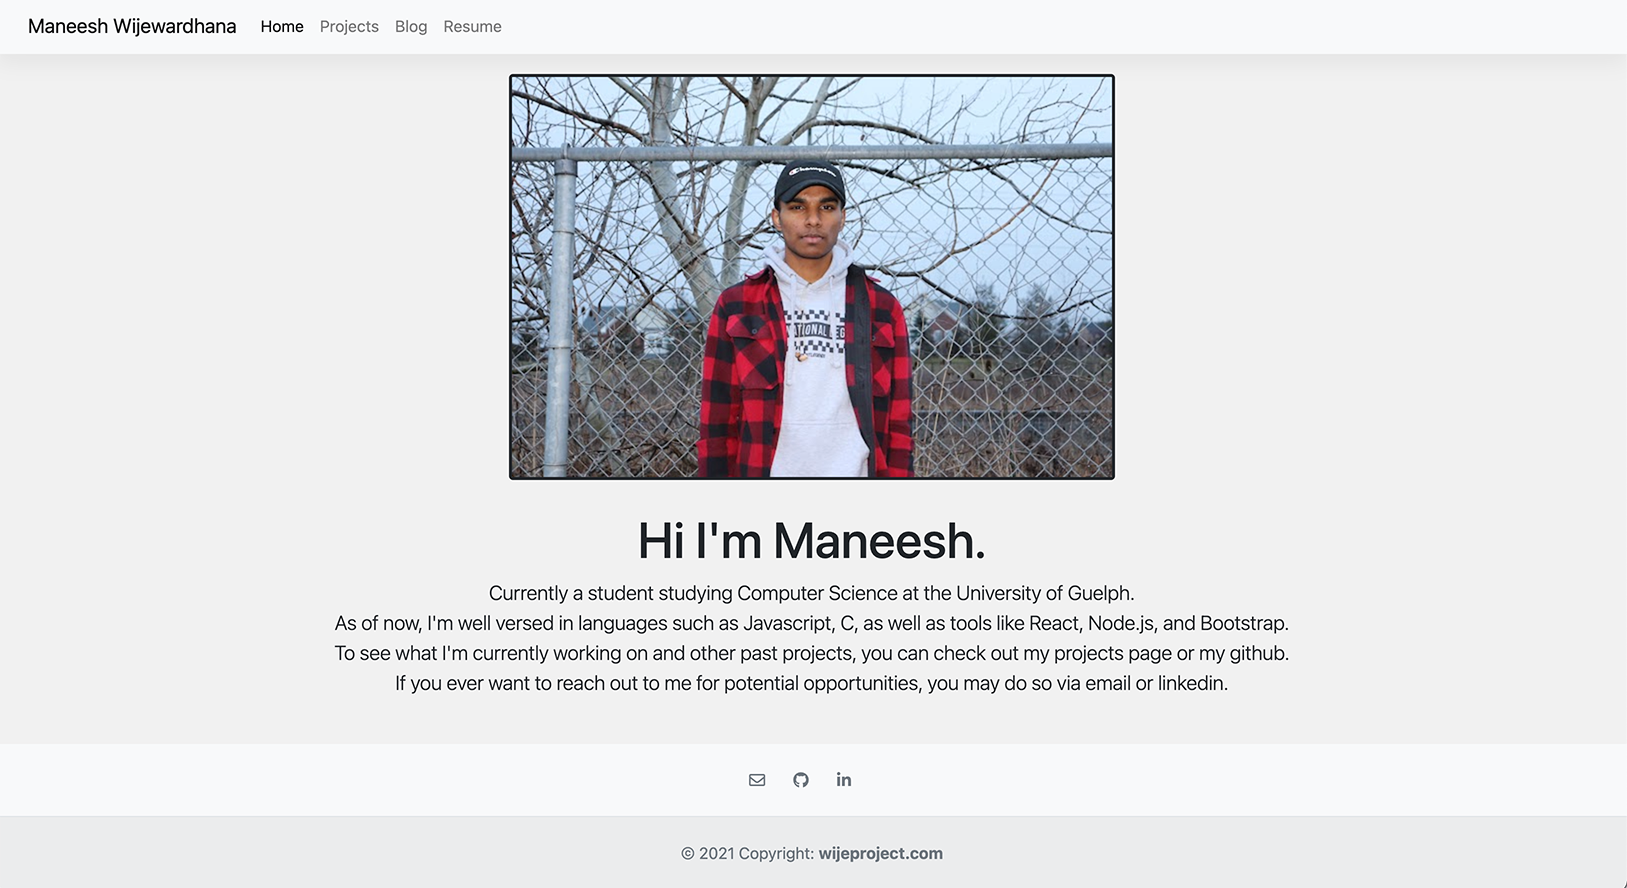 Maneesh Wijewardhana Home Projects Blog Resume
Champion
NATIONAL GEO
Hi I'm Maneesh.
Currently a student studying Computer Science at the University of Guelph.
As of now, I'm well versed in languages such as Javascript, C, as well as tools like React, Node.js, and Bootstrap.
To see what I'm currently working on and other past projects, you can check out my projects page or my github.
If you ever want to reach out to me for potential opportunities, you may do so via email or linkedin.
in
© 2021 Copyright: wijeproject.com